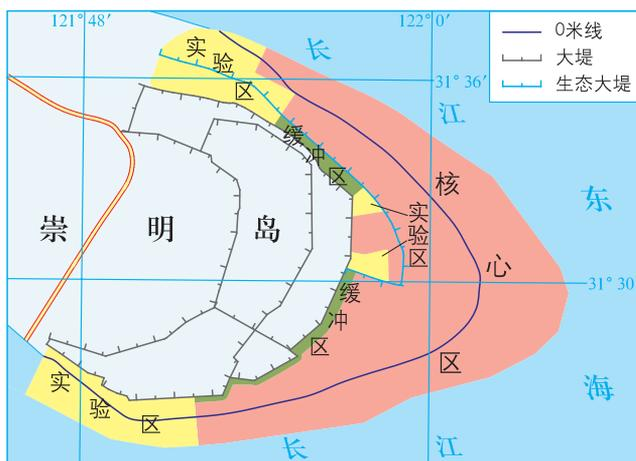 121°48′
122°0′
0米线
大堤
生态大堤
31°36′
31°30
长江
长江
东海
崇明岛
核心区
实验区
缓冲区
实验区
缓冲区
实验区